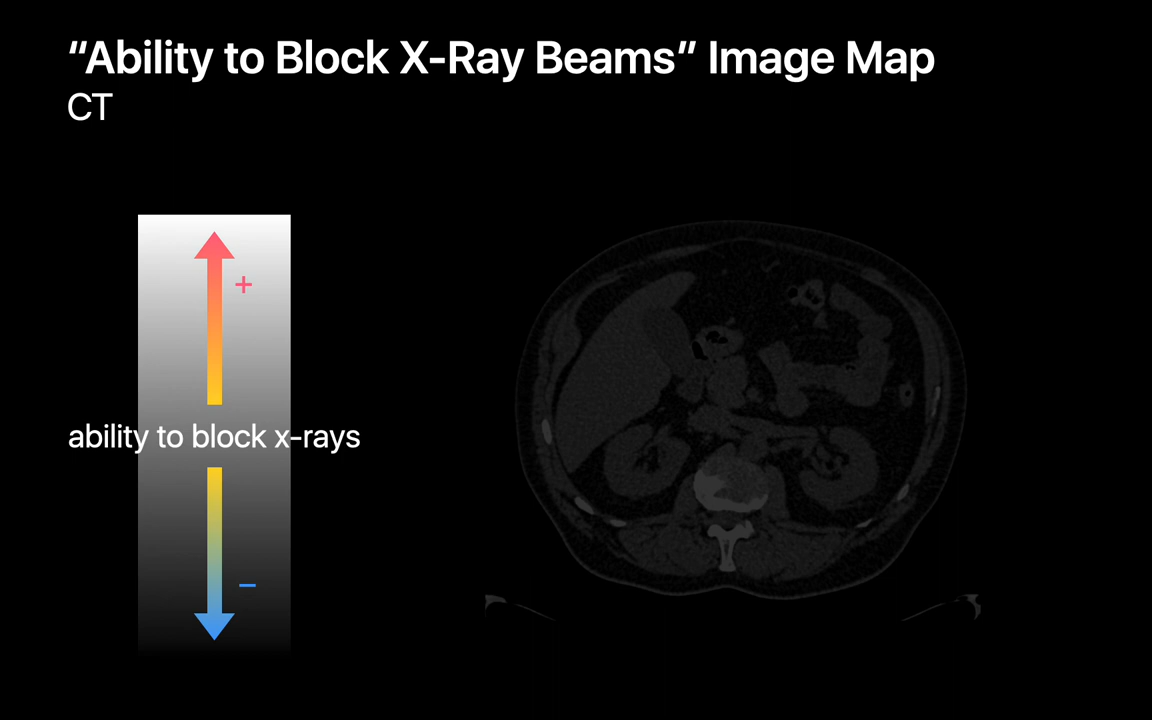 “Ability to Block X-Ray Beams” Image Map
CT
+
ability to block x-rays
−